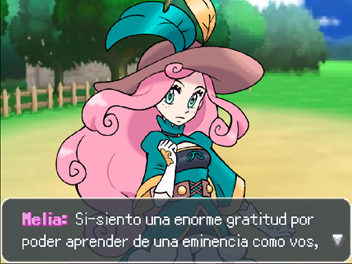 Melia: Si-siento una enorme gratitud por
poder aprender de una eminencia como vos,